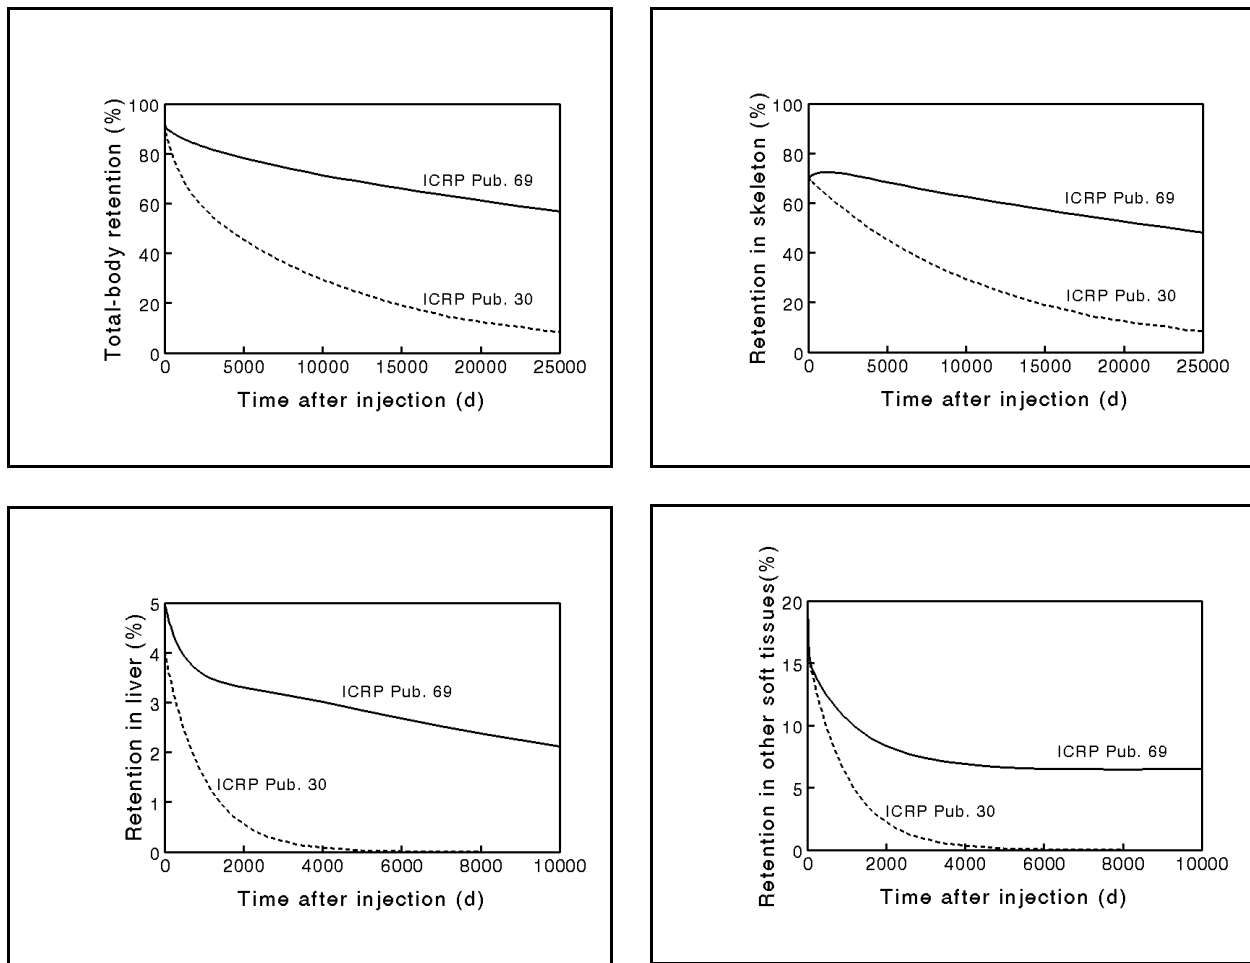 Total-body retention (%)
100
80
60
40
20
0
ICRP Pub. 69
ICRP Pub. 30
0 5000 10000 15000 20000 25000
Time after injection (d)
Retention in skeleton (%)
100
80
60
40
20
0
ICRP Pub. 69
ICRP Pub. 30
0 5000 10000 15000 20000 25000
Time after injection (d)
Retention in liver (%)
5
4
3
2
1
0
ICRP Pub. 69
ICRP Pub. 30
0 2000 4000 6000 8000 10000
Time after injection (d)
Retention in other soft tissues(%)
20
15
10
5
0
ICRP Pub. 69
ICRP Pub. 30
0 2000 4000 6000 8000 10000
Time after injection (d)